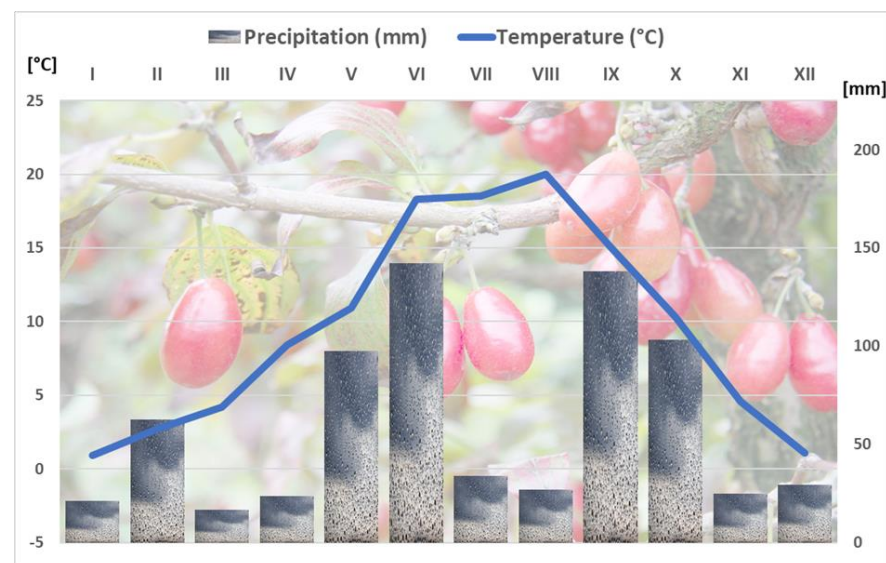 Precipitation (mm) Temperature (°C)
[°C] I II III IV V VI VII VIII IX X XI XII
25 [mm]
200
20
15 150
10 100
5
50
0
-5 0